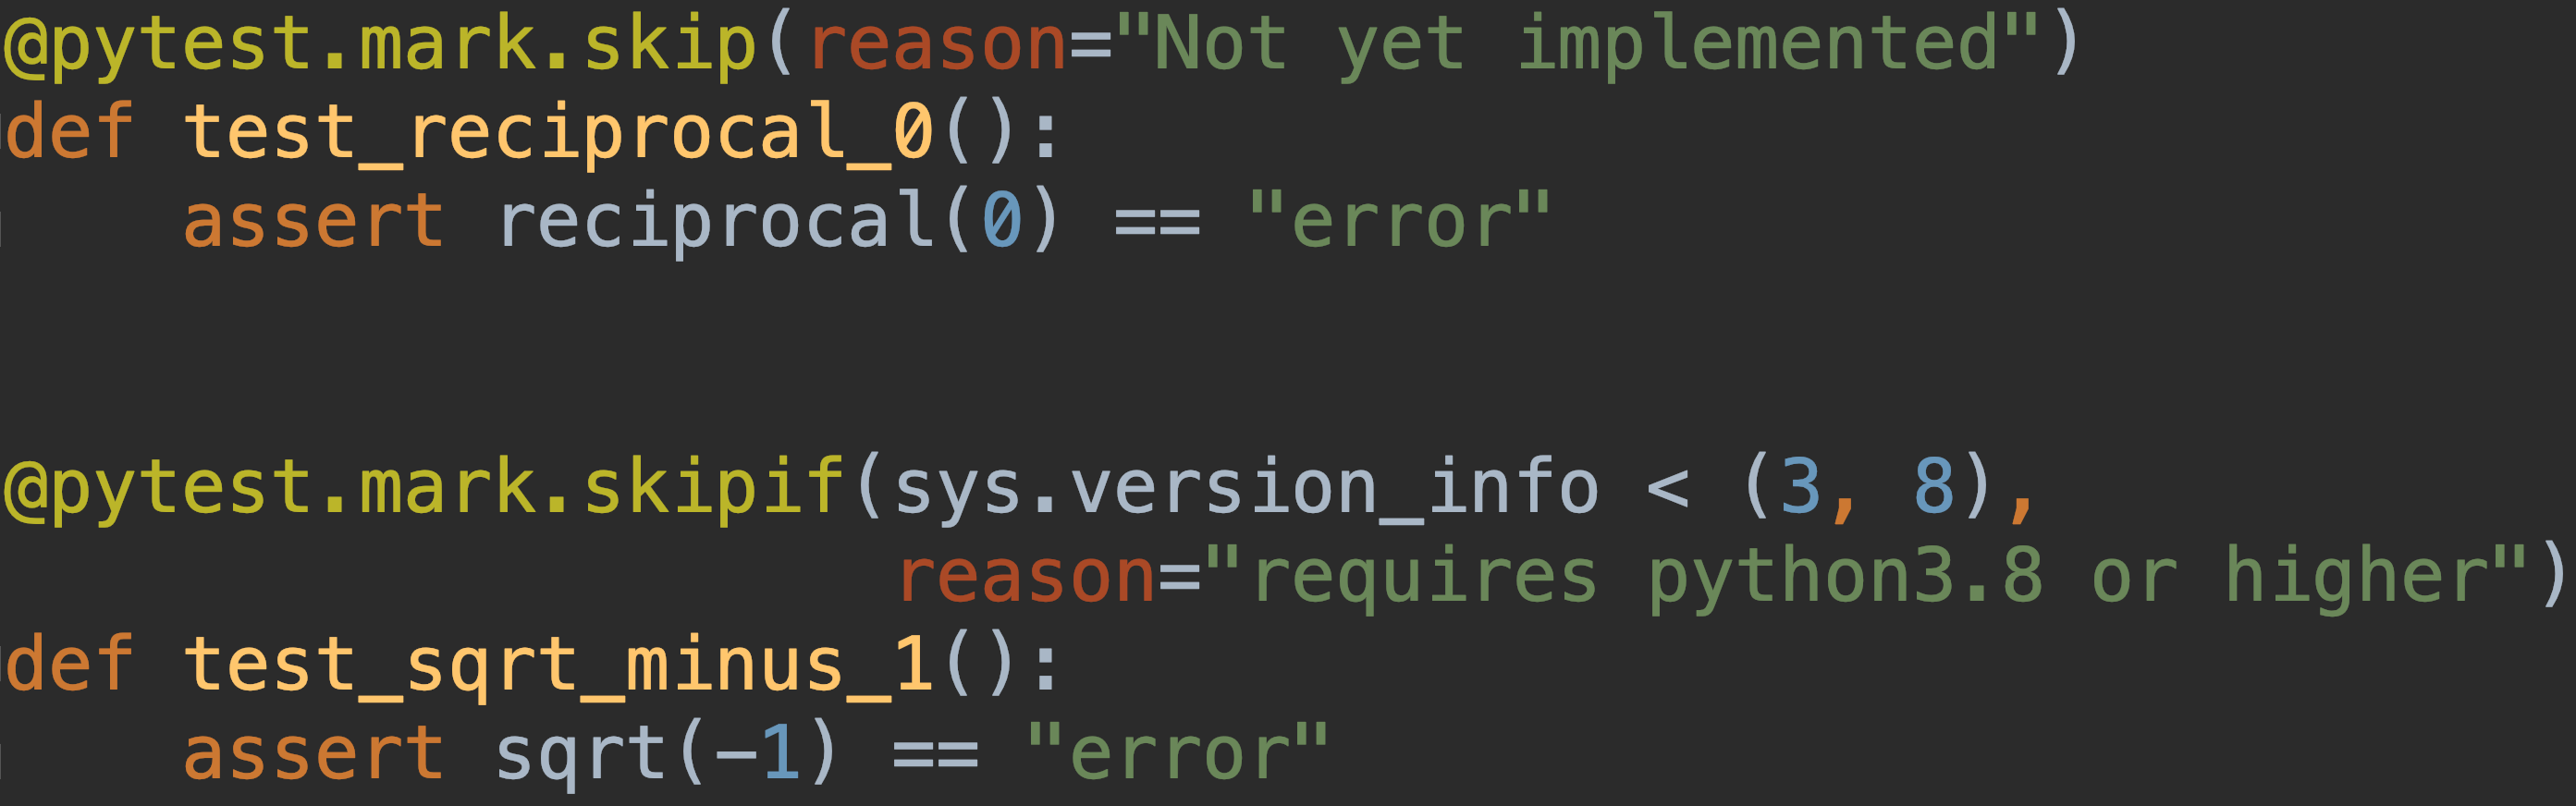 @pytest.mark.skip(reason="Not yet implemented")
def test_reciprocal_0():
    assert reciprocal(0) == "error"
@pytest.mark.skipif(sys.version_info < (3, 8),
                    reason="requires python3.8 or higher")
def test_sqrt_minus_1():
    assert sqrt(-1) == "error"